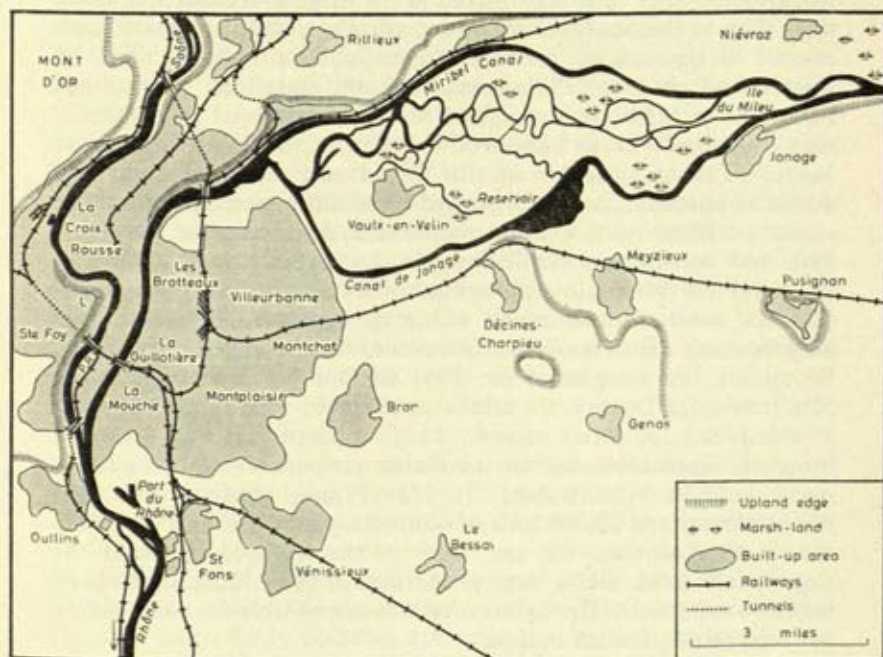 MONT
D'OR
Saône
Rillieux
Niévroz
Miribel Canal
Ile
du Mileu
Jonage
La
Croix
Rousse
Vaulx-en-Velin
Reservoir
Canal de Jonage
Meyzieux
Pusignan
Les
Brotteaux
Villeurbanne
Décines-
Charpieu
L.
Ste Foy
La
Guillotière
Montchat
P.
La
Mouche
Montplaisir
Bron
Genas
Port
du
Rhône
Oullins
St
Fons
Vénissieux
Le
Bessay
Rhône
Upland edge
Marsh-land
Built-up area
Railways
Tunnels
3 miles